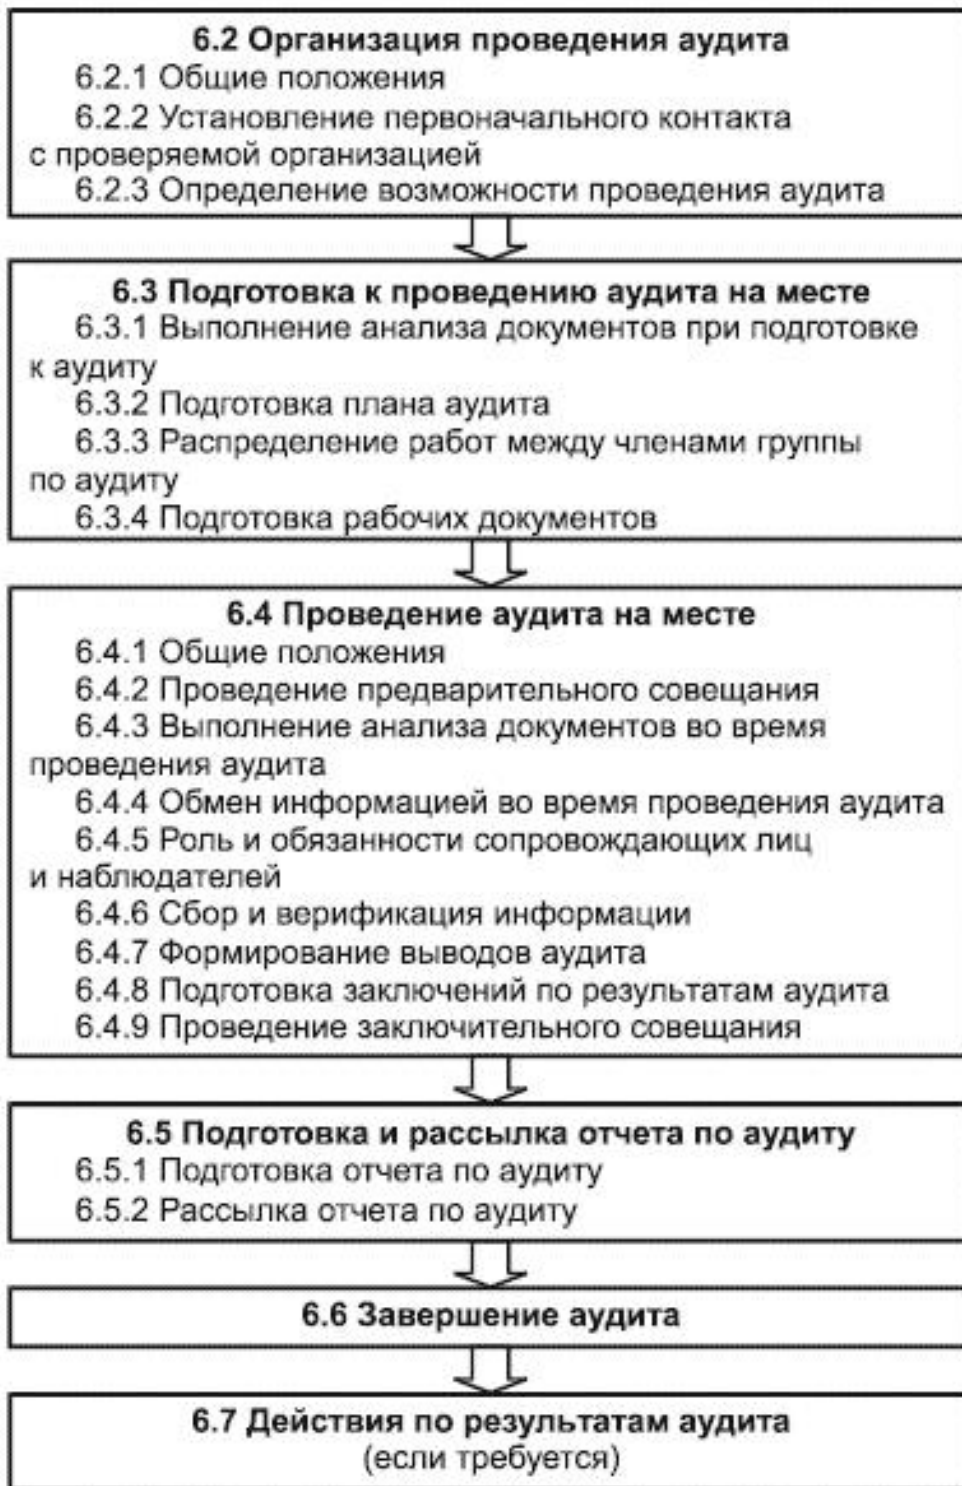 6.2 Организация проведения аудита
6.2.1 Общие положения
6.2.2 Установление первоначального контакта
с проверяемой организацией
6.2.3 Определение возможности проведения аудита
6.3 Подготовка к проведению аудита на месте
6.3.1 Выполнение анализа документов при подготовке
к аудиту
6.3.2 Подготовка плана аудита
6.3.3 Распределение работ между членами группы
по аудиту
6.3.4 Подготовка рабочих документов
6.4 Проведение аудита на месте
6.4.1 Общие положения
6.4.2 Проведение предварительного совещания
6.4.3 Выполнение анализа документов во время
проведения аудита
6.4.4 Обмен информацией во время проведения аудита
6.4.5 Роль и обязанности сопровождающих лиц
и наблюдателей
6.4.6 Сбор и верификация информации
6.4.7 Формирование выводов аудита
6.4.8 Подготовка заключений по результатам аудита
6.4.9 Проведение заключительного совещания
6.5 Подготовка и рассылка отчета по аудиту
6.5.1 Подготовка отчета по аудиту
6.5.2 Рассылка отчета по аудиту
6.6 Завершение аудита
6.7 Действия по результатам аудита
(если требуется)